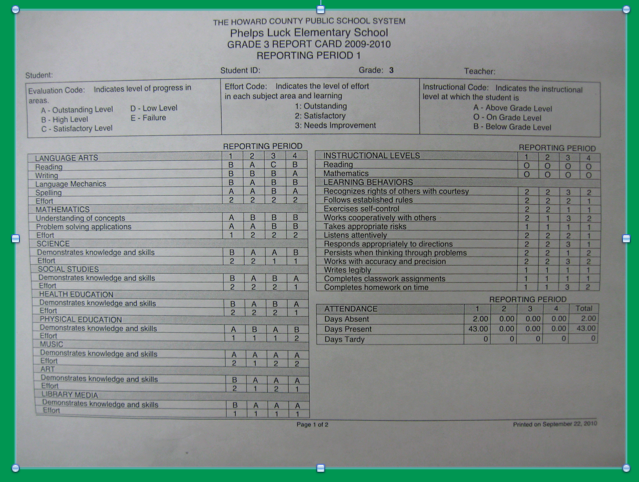 THE HOWARD COUNTY PUBLIC SCHOOL SYSTEM
Phelps Luck Elementary School
GRADE 3 REPORT CARD 2009-2010
REPORTING PERIOD 1
Student:
Student ID:
Grade: 3
Teacher:
Evaluation Code: Indicates level of progress in
areas.
A - Outstanding Level D - Low Level
B - High Level E - Failure
C - Satisfactory Level
Effort Code: Indicates the level of effort
in each subject area and learning
1: Outstanding
2: Satisfactory
3: Needs Improvement
Instructional Code: Indicates the instructional
level at which the student is
A - Above Grade Level
O - On Grade Level
B - Below Grade Level
REPORTING PERIOD
LANGUAGE ARTS 1 2 3 4
Reading B A C B
Writing B B B A
Language Mechanics B A B B
Spelling A A B A
Effort 2 2 2 2
MATHEMATICS
Understanding of concepts A B B B
Problem solving applications A A B B
Effort 1 2 2 2
SCIENCE
Demonstrates knowledge and skills B A A B
Effort 2 2 1 1
SOCIAL STUDIES
Demonstrates knowledge and skills B A B A
Effort 2 2 2 1
HEALTH EDUCATION
Demonstrates knowledge and skills B A B A
Effort 2 2 2 1
PHYSICAL EDUCATION
Demonstrates knowledge and skills A B A B
Effort 1 1 1 2
MUSIC
Demonstrates knowledge and skills A A A A
Effort 2 1 2 2
ART
Demonstrates knowledge and skills B A A A
Effort 2 1 2 1
LIBRARY MEDIA
Demonstrates knowledge and skills B A A A
Effort 1 1 1 1
REPORTING PERIOD
INSTRUCTIONAL LEVELS 1 2 3 4
Reading O O O O
Mathematics O O O O
LEARNING BEHAVIORS
Recognizes rights of others with courtesy 2 2 3 2
Follows established rules 2 2 2 1
Exercises self-control 2 2 1 1
Works cooperatively with others 2 1 3 2
Takes appropriate risks 1 1 1 1
Listens attentively 2 2 2 1
Responds appropriately to directions 2 2 3 1
Persists when thinking through problems 2 2 1 2
Works with accuracy and precision 2 2 3 2
Writes legibly 1 1 1 1
Completes classwork assignments 1 1 1 1
Completes homework on time 1 1 3 2
REPORTING PERIOD
ATTENDANCE 1 2 3 4 Total
Days Absent 2.00 0.00 0.00 0.00 2.00
Days Present 43.00 0.00 0.00 0.00 43.00
Days Tardy 0 0 0 0 0
Page 1 of 2
Printed on September 22, 2010